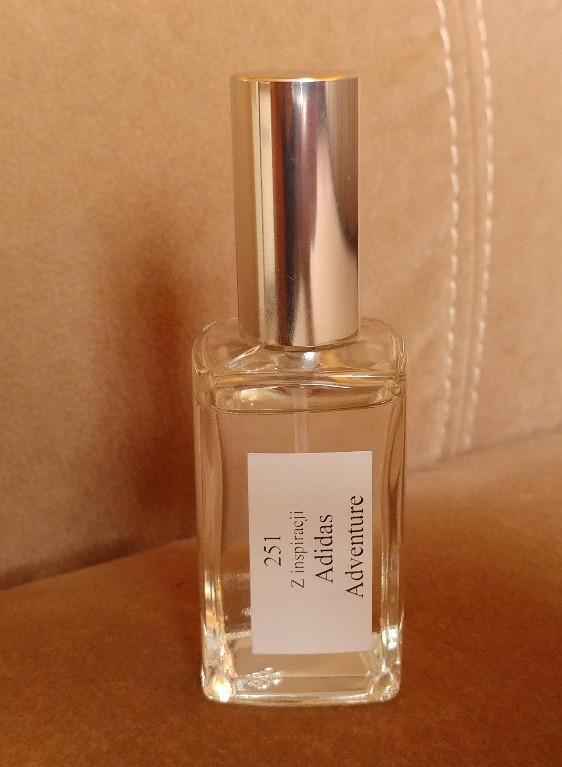 251
Z inspiracji
Adidas
Adventure